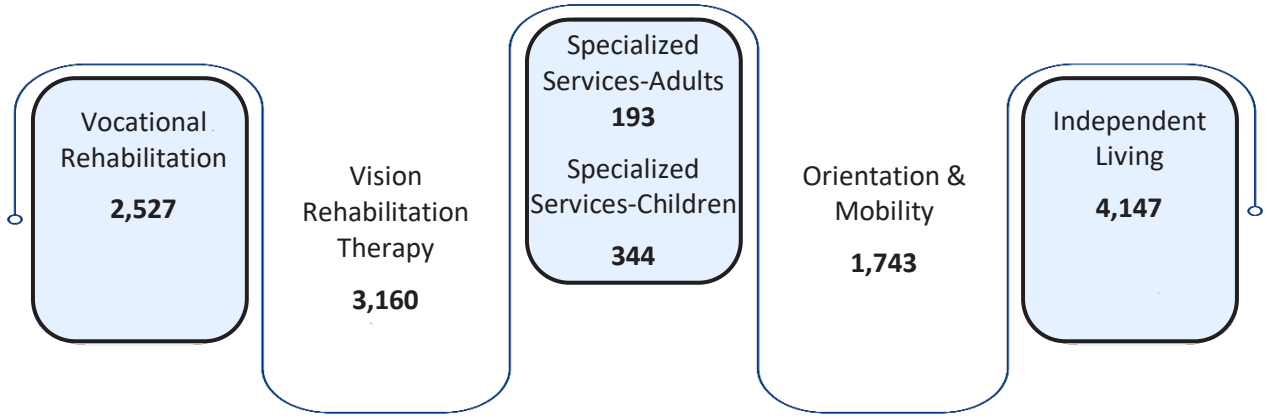 Vocational
Rehabilitation
2,527
Vision
Rehabilitation
Therapy
3,160
Specialized
Services-Adults
193
Specialized
Services-Children
344
Orientation &
Mobility
1,743
Independent
Living
4,147